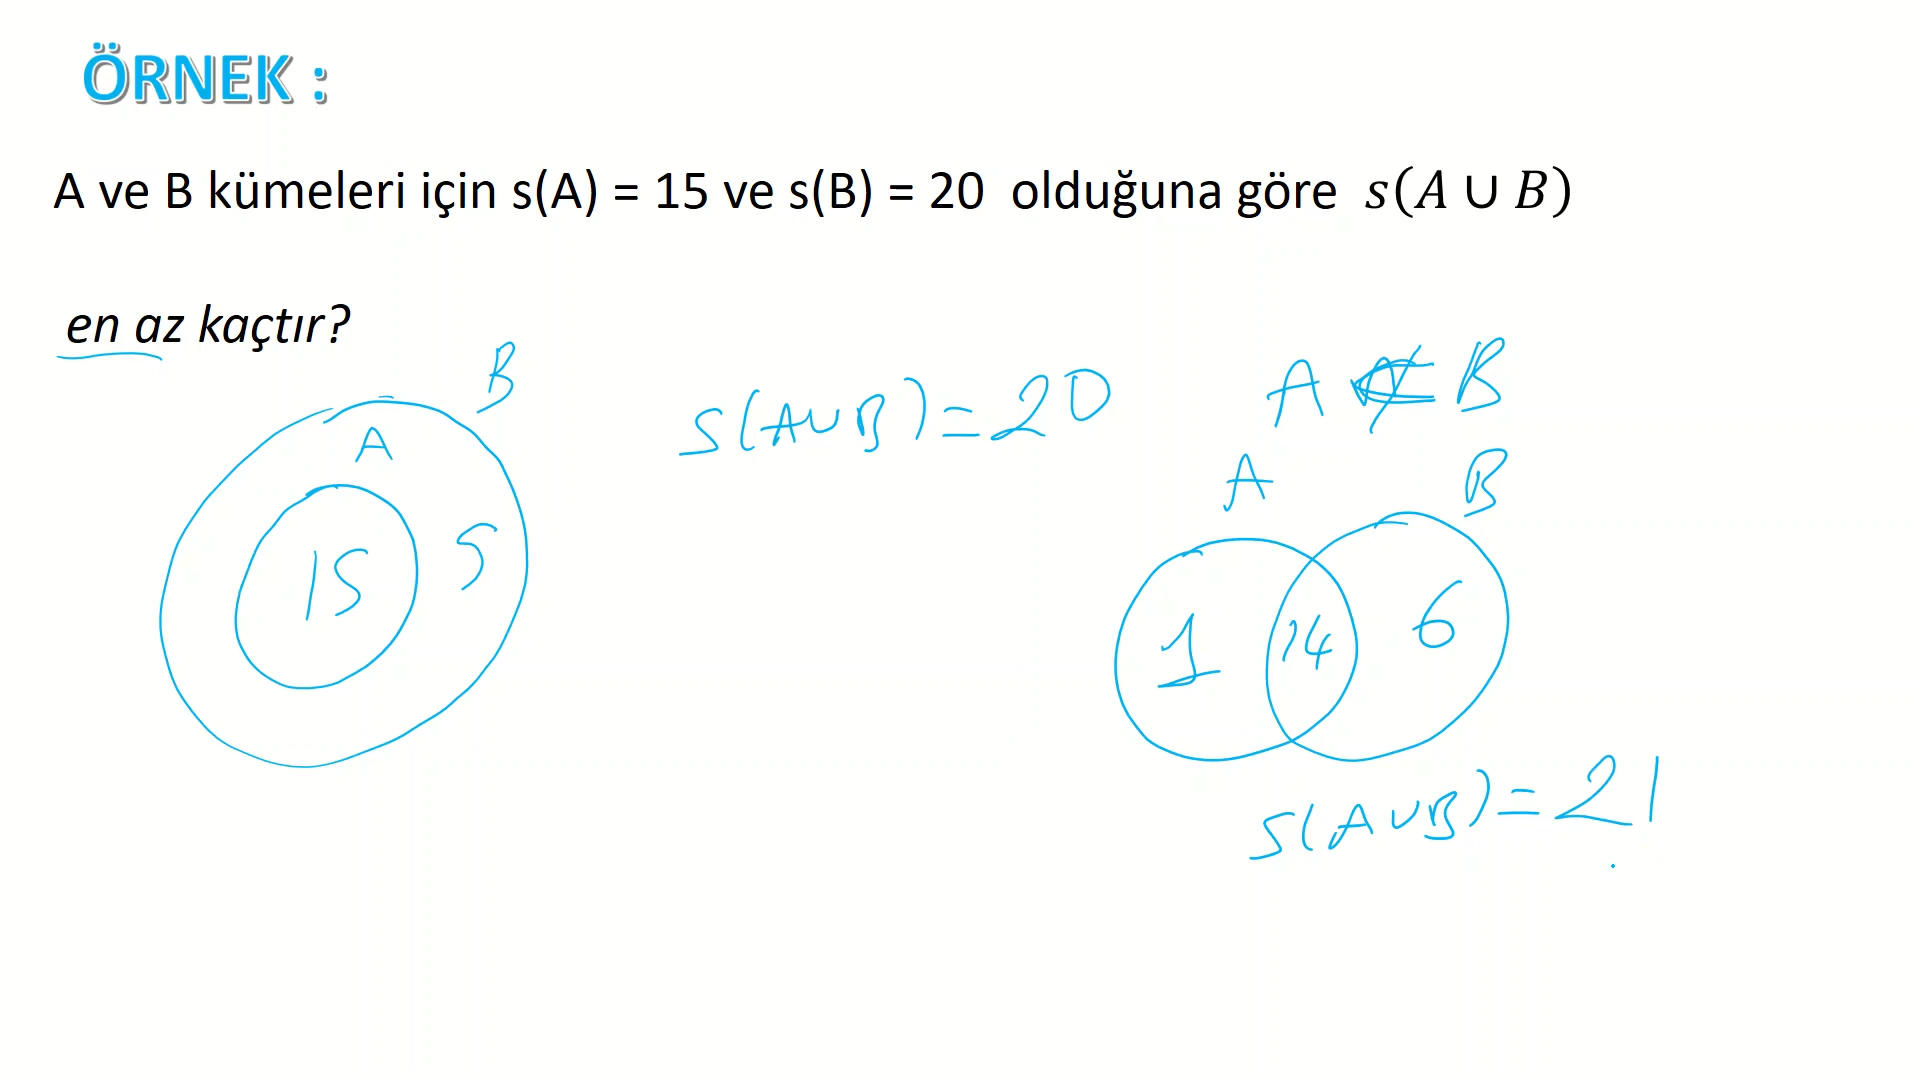 ÖRNEK :
A ve B kümeleri için s(A) = 15 ve s(B) = 20 olduğuna göre s(A ∪ B)
en az kaçtır?
B
A
15
5
S(A∪B)=20
A ⊄ B
A
B
1
14
6
S(A∪B)=21